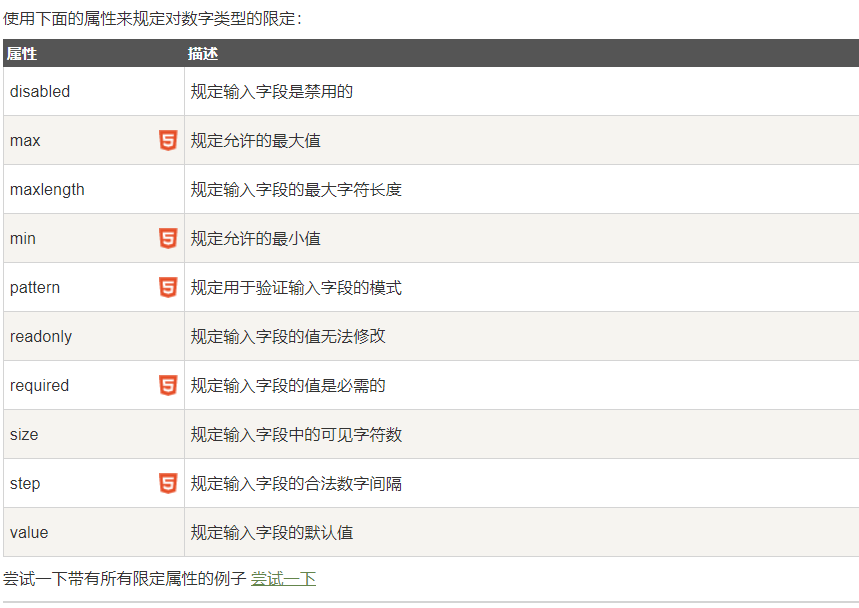 使用下面的属性来规定对数字类型的限定：
属性 描述
disabled 规定输入字段是禁用的
max 5 规定允许的最大值
maxlength 规定输入字段的最大字符长度
min 5 规定允许的最小值
pattern 5 规定用于验证输入字段的模式
readonly 规定输入字段的值无法修改
required 5 规定输入字段的值是必需的
size 规定输入字段中的可见字符数
step 5 规定输入字段的合法数字间隔
value 规定输入字段的默认值
尝试一下带有所有限定属性的例子 尝试一下